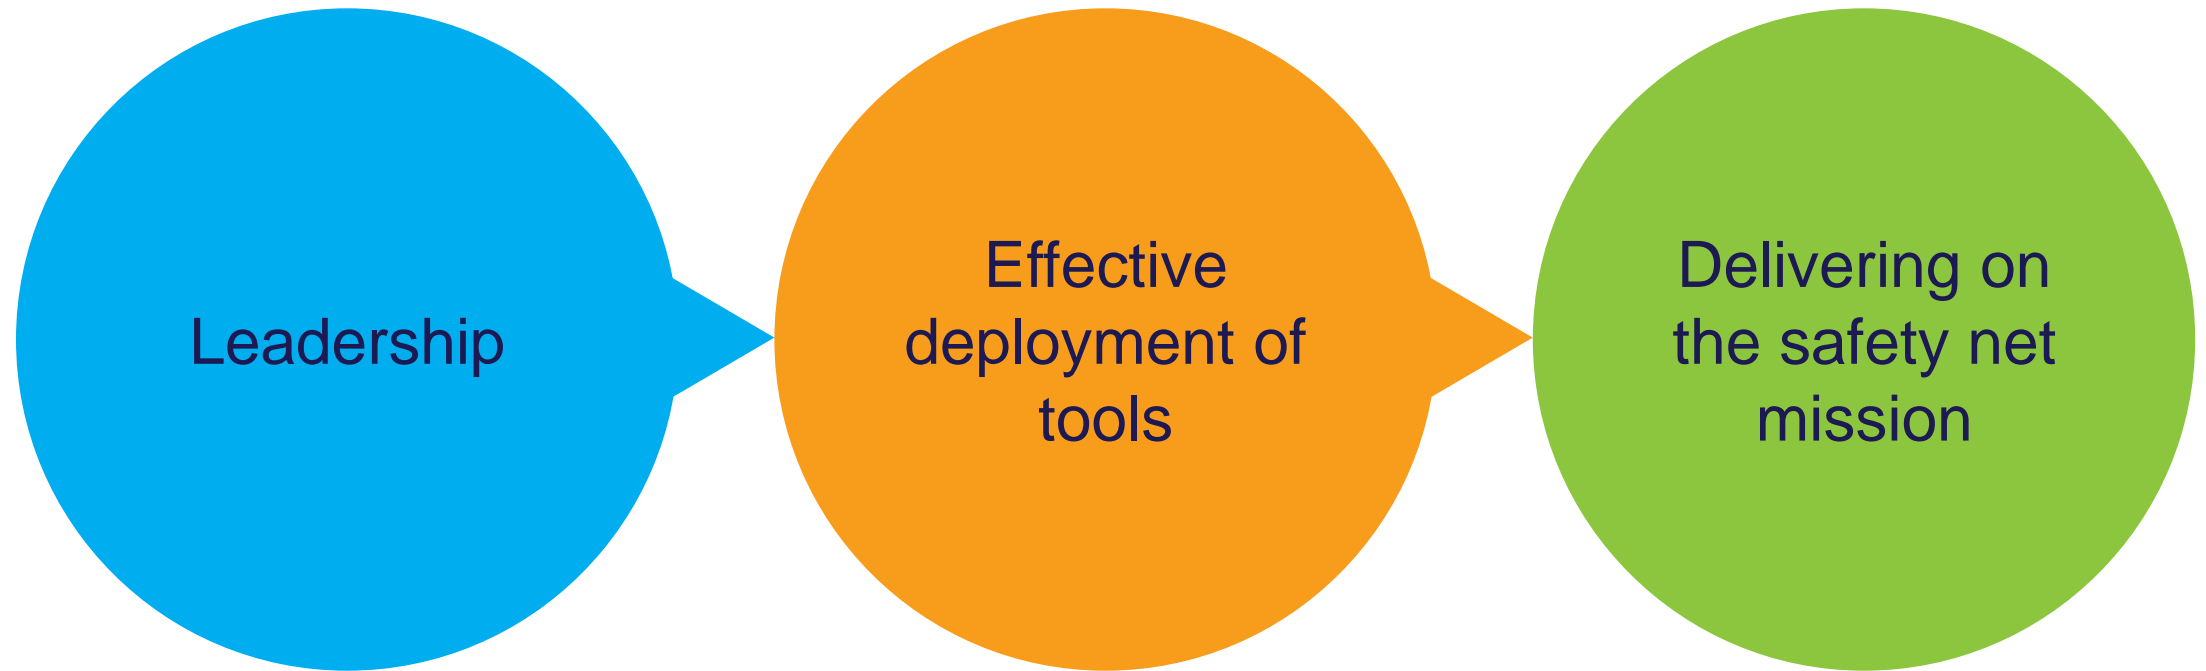 Leadership
Effective
deployment of
tools
Delivering on
the safety net
mission